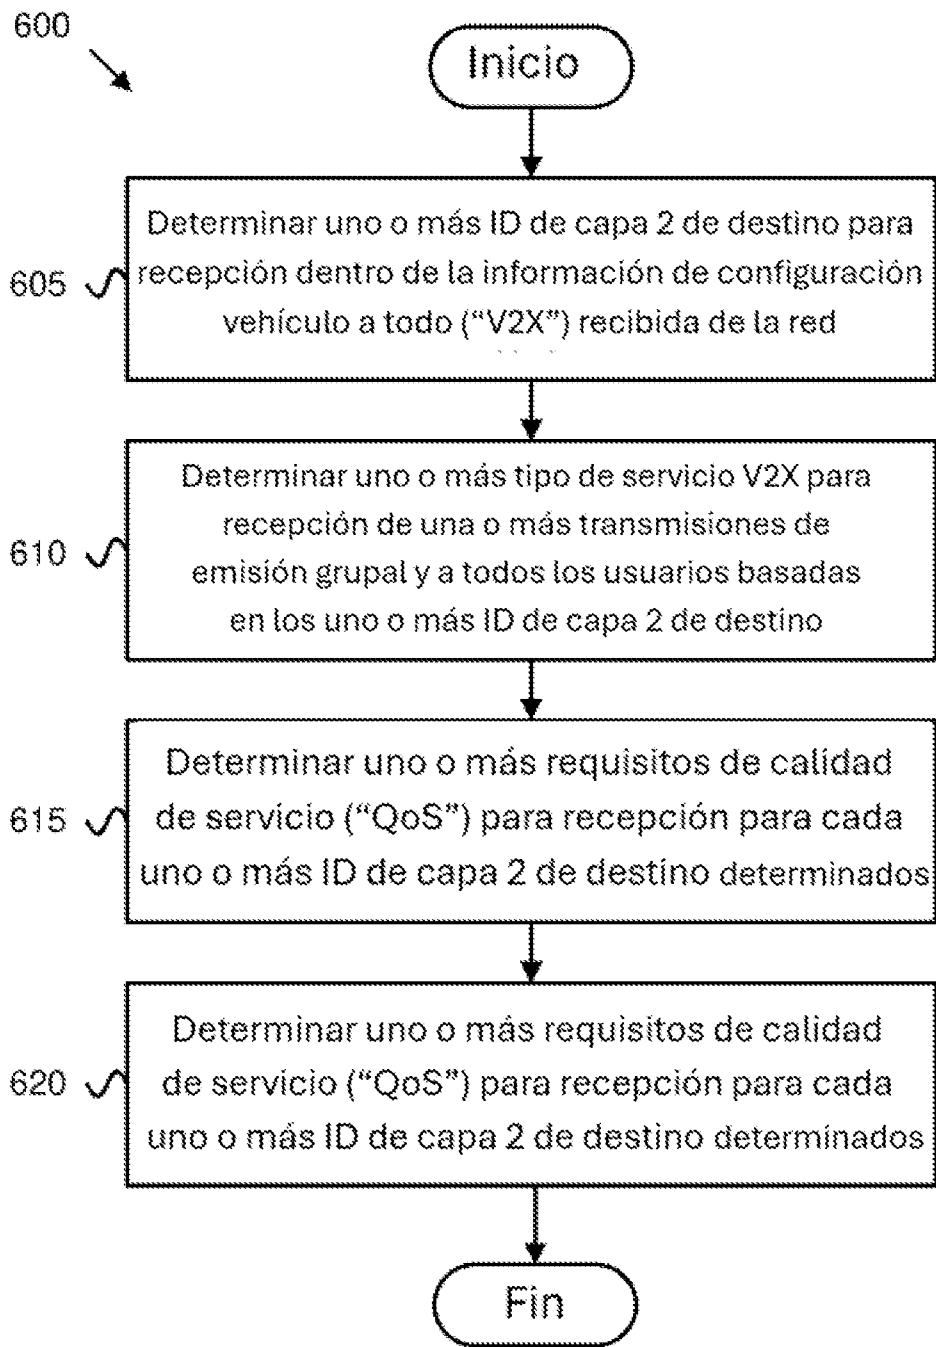 600
Inicio
Determinar uno o más ID de capa 2 de destino para
605
recepción dentro de la información de configuración
vehículo a todo (“V2X”) recibida de la red
Determinar uno o más tipo de servicio V2X para
recepción de una o más transmisiones de
610
emisión grupal y a todos los usuarios basadas
en los uno o más ID de capa 2 de destino
Determinar uno o más requisitos de calidad
615
de servicio (“QoS”) para recepción para cada
uno o más ID de capa 2 de destino determinados
Determinar uno o más requisitos de calidad
620
de servicio (“QoS”) para recepción para cada
uno o más ID de capa 2 de destino determinados
Fin